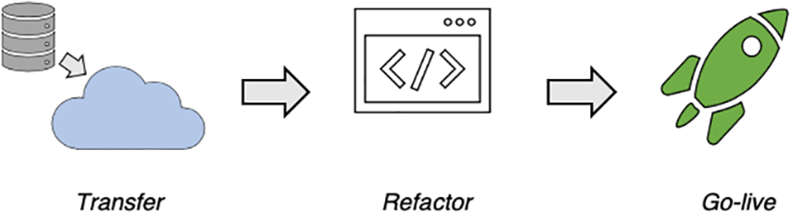 </>
Transfer
Refactor
Go-live